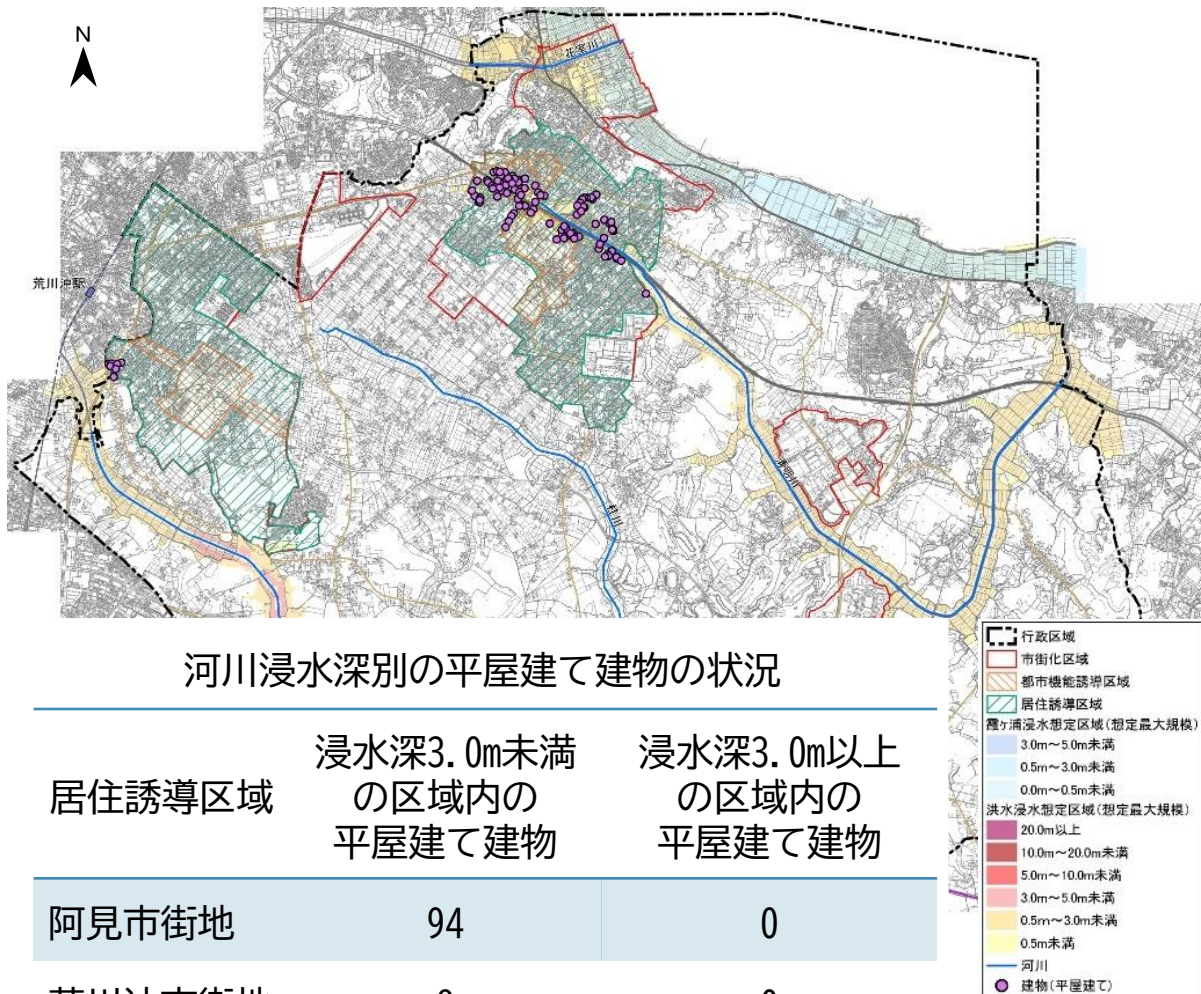 N
花室川
荒川沖駅
清明川
桂川
河川浸水深別の平屋建て建物の状況
居住誘導区域
浸水深3.0m未満
の区域内の
平屋建て建物
浸水深3.0m以上
の区域内の
平屋建て建物
阿見市街地 94 0
行政区域
市街化区域
都市機能誘導区域
居住誘導区域
霞ヶ浦浸水想定区域(想定最大規模)
3.0m～5.0m未満
0.5m～3.0m未満
0.0m～0.5m未満
洪水浸水想定区域(想定最大規模)
20.0m以上
10.0m～20.0m未満
5.0m～10.0m未満
3.0m～5.0m未満
0.5m～3.0m未満
0.5m未満
河川
建物(平屋建て)